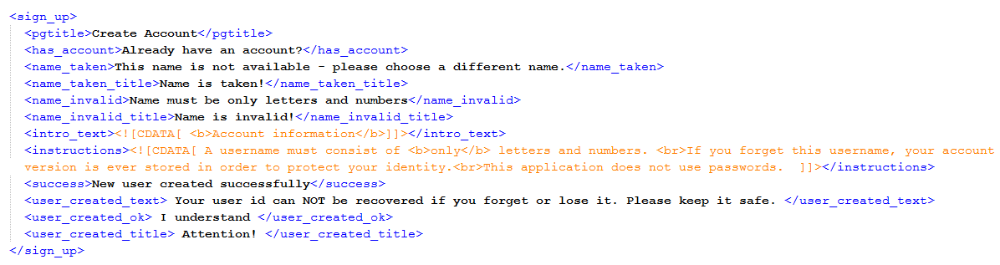 <sign_up>
<pgtitle>Create Account</pgtitle>
<has_account>Already have an account?</has_account>
<name_taken>This name is not available - please choose a different name.</name_taken>
<name_taken_title>Name is taken!</name_taken_title>
<name_invalid>Name must be only letters and numbers</name_invalid>
<name_invalid_title>Name is invalid!</name_invalid_title>
<intro_text><![CDATA[ <b>Account information</b>]]></intro_text>
<instructions><![CDATA[ A username must consist of <b>only</b> letters and numbers. <br>If you forget this username, your account
version is ever stored in order to protect your identity.<br>This application does not use passwords.  ]]></instructions>
<success>New user created successfully</success>
<user_created_text> Your user id can NOT be recovered if you forget or lose it. Please keep it safe. </user_created_text>
<user_created_ok> I understand </user_created_ok>
<user_created_title> Attention! </user_created_title>
</sign_up>